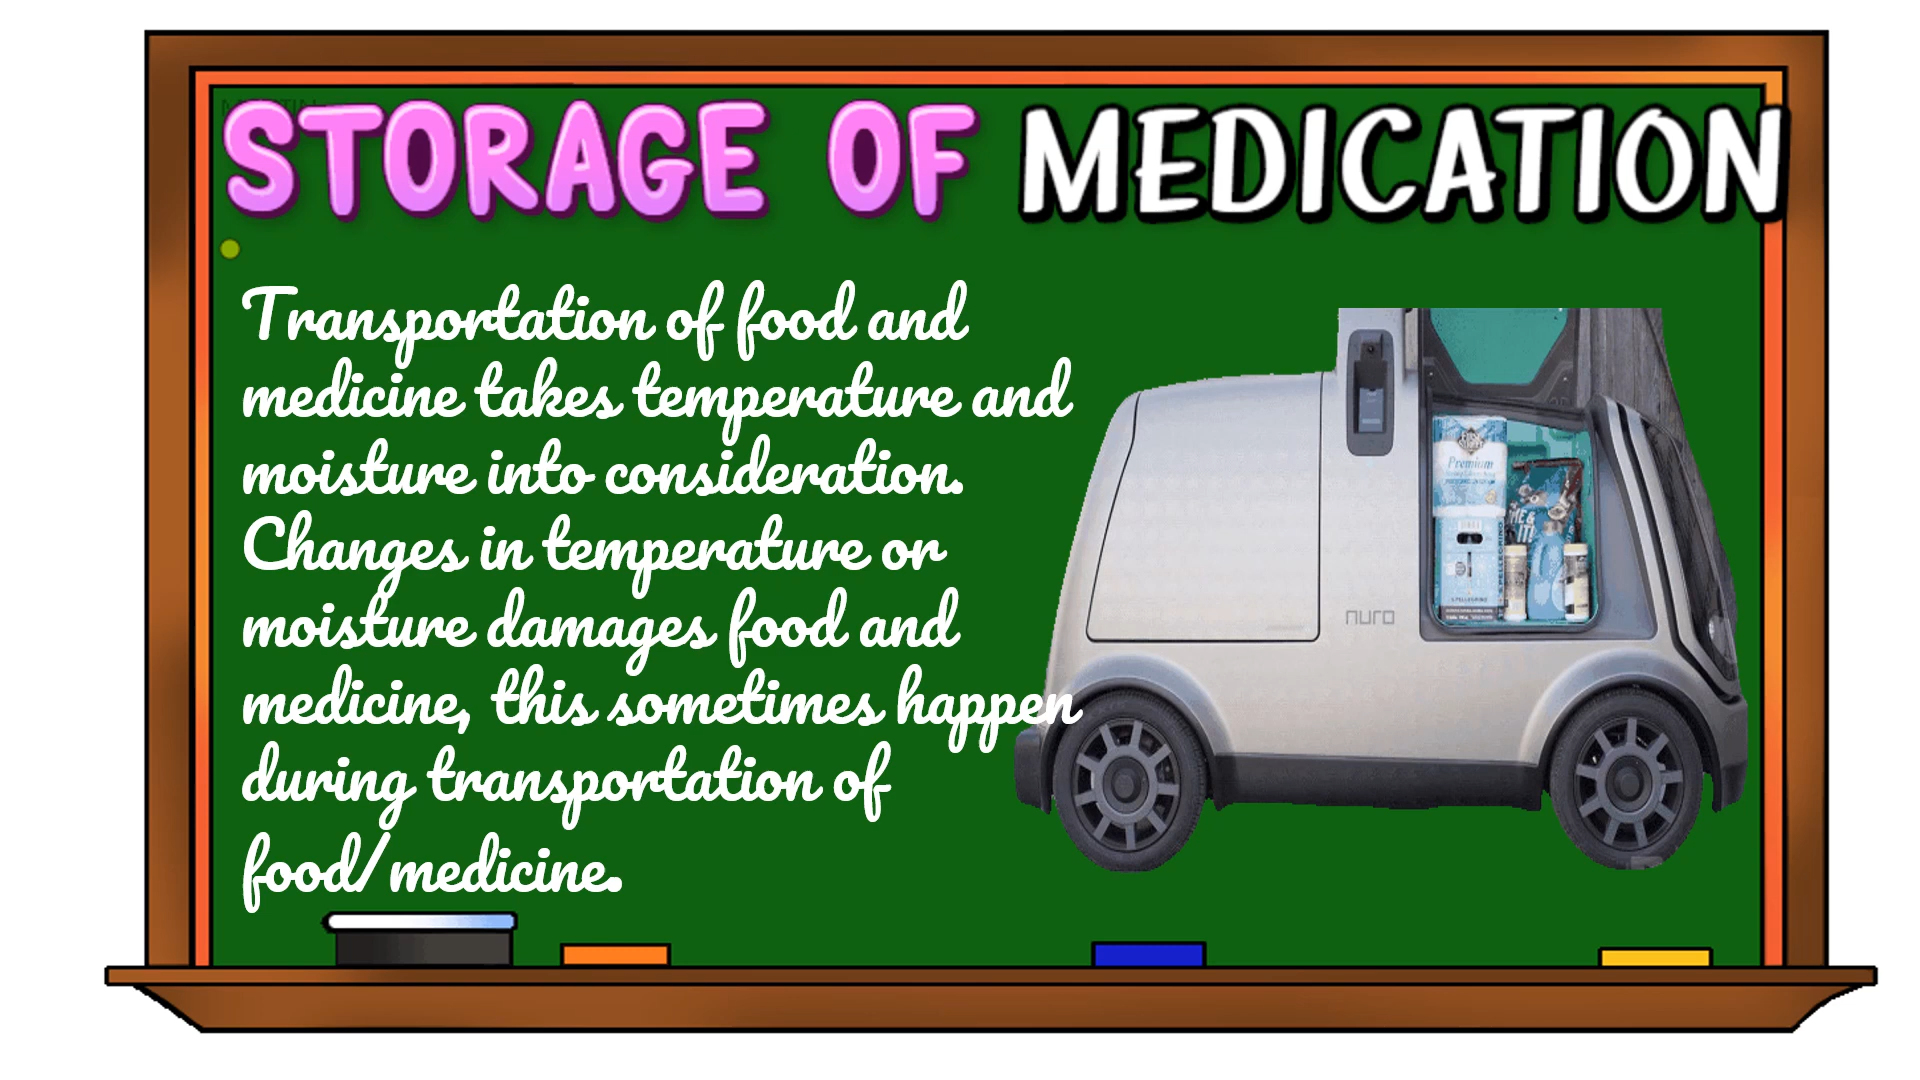 STORAGE OF MEDICATION
Transportation of food and
medicine takes temperature and
moisture into consideration.
Changes in temperature or
moisture damages food and
medicine, this sometimes happen
during transportation of
food/medicine.
Premium
nuro